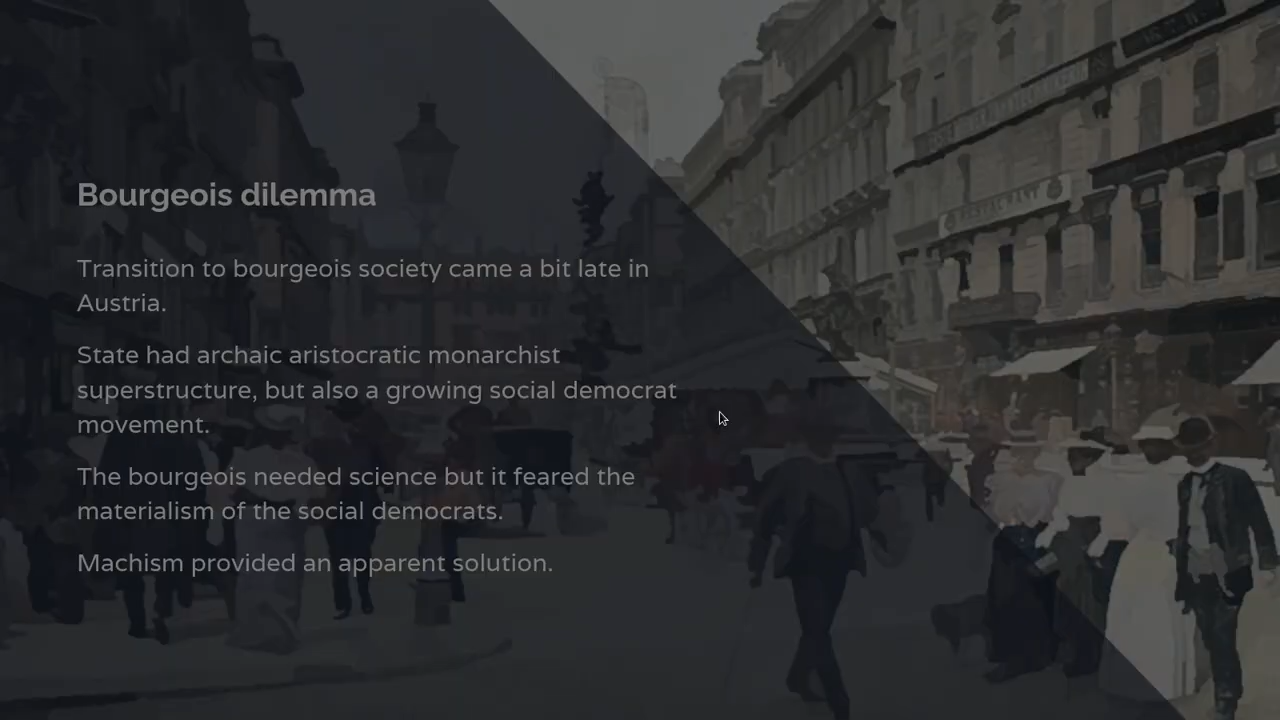 Bourgeois dilemma
Transition to bourgeois society came a bit late in
Austria.
State had archaic aristocratic monarchist
superstructure, but also a growing social democrat
movement.
The bourgeois needed science but it feared the
materialism of the social democrats.
Machism provided an apparent solution.
RESTAURANT